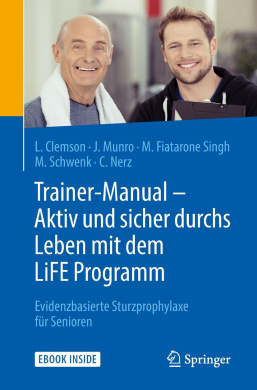 L. Clemson · J. Munro · M. Fiatarone Singh
M. Schwenk · C. Nerz
Trainer-Manual –
Aktiv und sicher durchs
Leben mit dem
LiFE Programm
Evidenzbasierte Sturzprophylaxe
für Senioren
EBOOK INSIDE
Springer